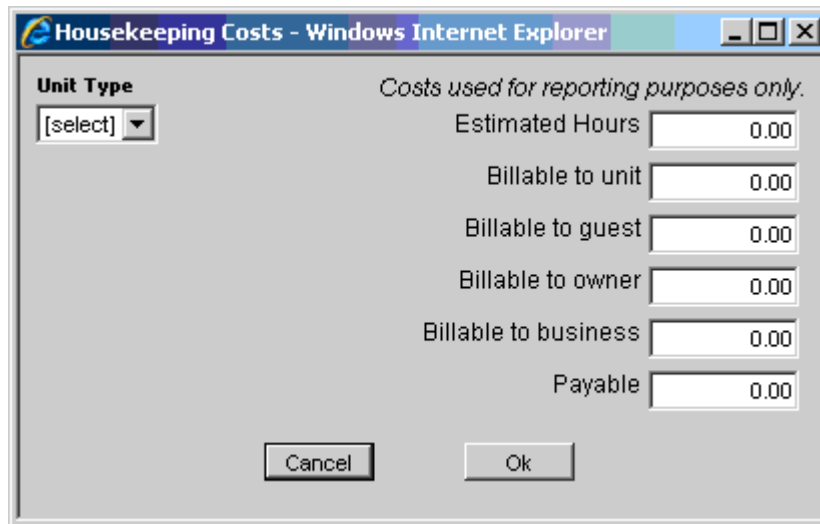 Housekeeping Costs - Windows Internet Explorer
Unit Type
Costs used for reporting purposes only.
[select]
Estimated Hours 0.00
Billable to unit 0.00
Billable to guest 0.00
Billable to owner 0.00
Billable to business 0.00
Payable 0.00
Cancel Ok